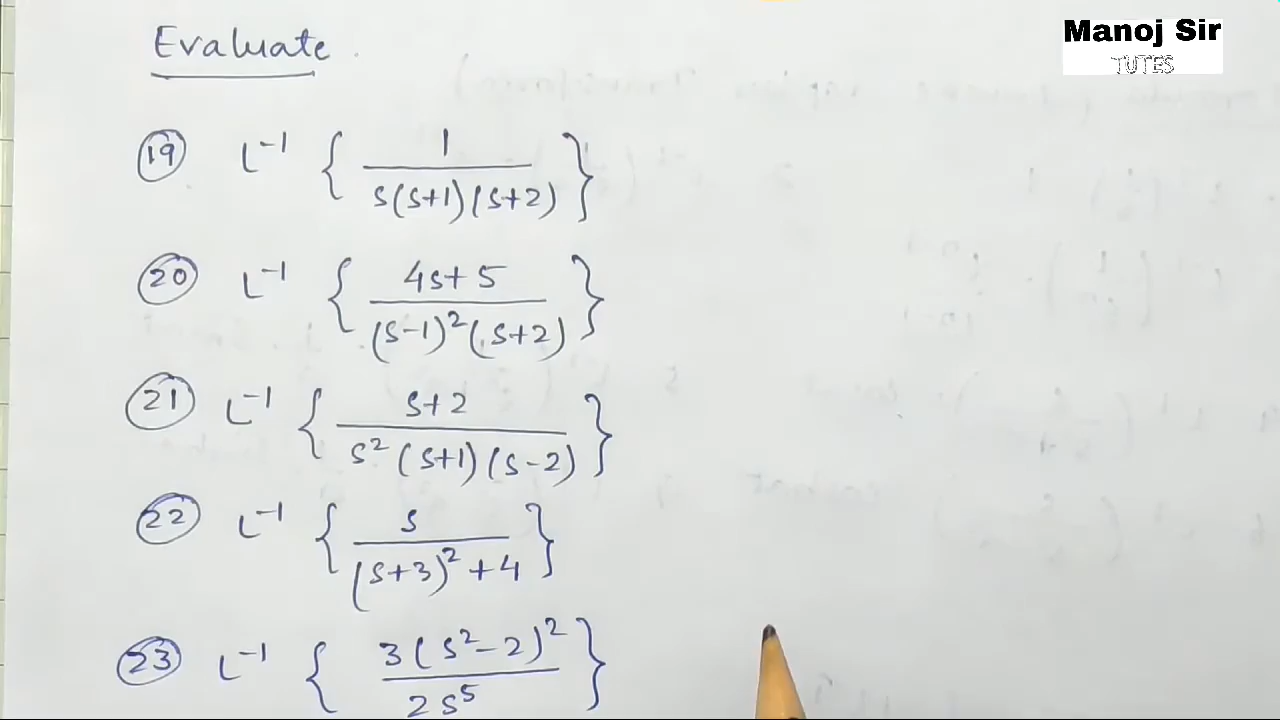 Evaluate
Manoj Sir
TUTES
19 L⁻¹ { 1 / s(s+1)(s+2) }
20 L⁻¹ { 4s+5 / (s-1)²(s+2) }
21 L⁻¹ { s+2 / s²(s+1)(s-2) }
22 L⁻¹ { s / (s+3)²+4 }
23 L⁻¹ { 3(s²-2)² / 2s⁵ }